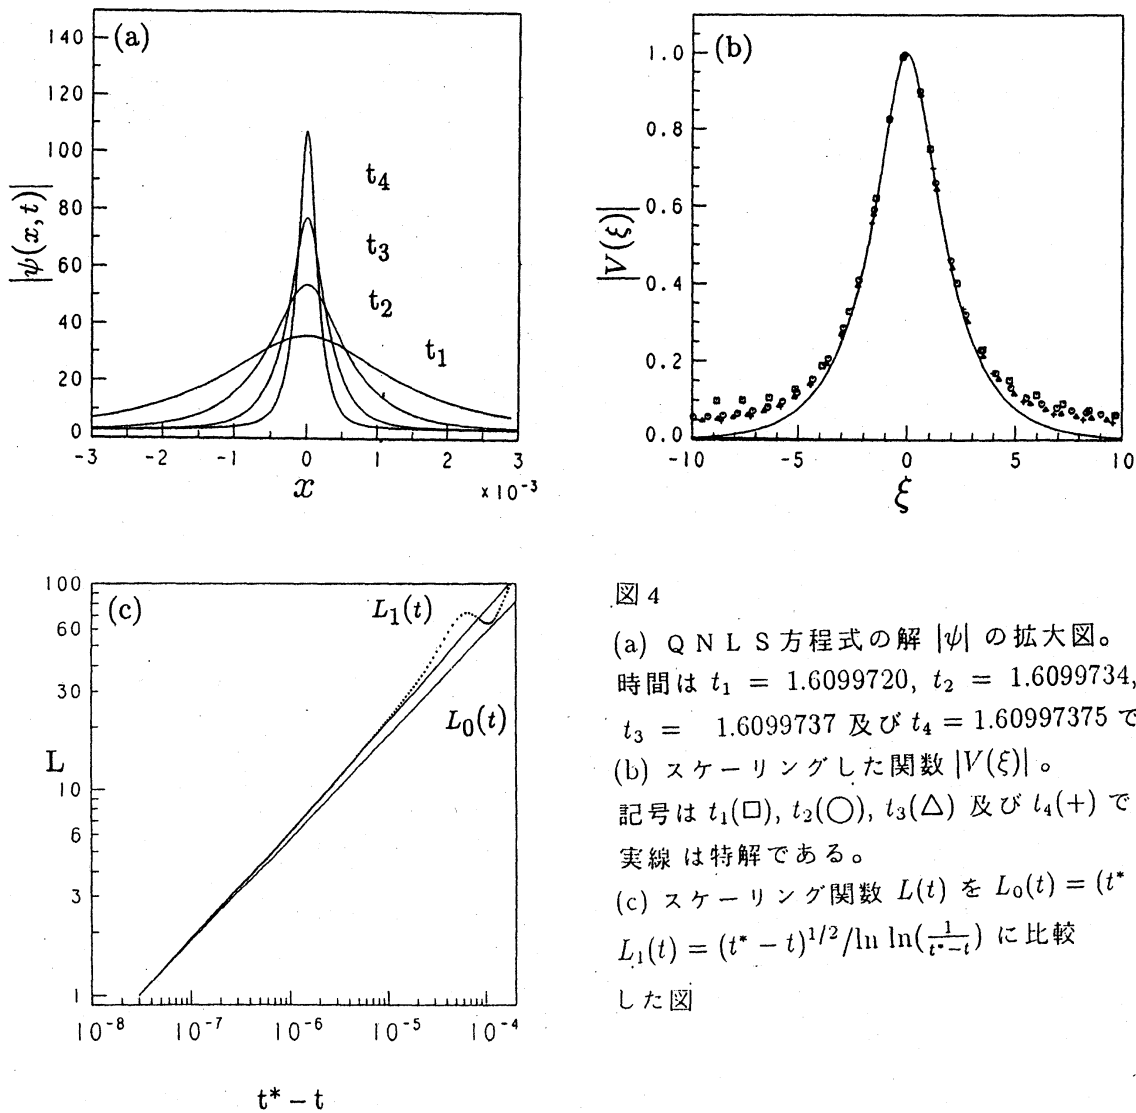 (a)
140
120
100
80
60
40
20
0
|ψ(x, t)|
t₄
t₃
t₂
t₁
-3 -2 -1 0 1 2 3
x
×10⁻³
(b)
1.0
0.8
0.6
0.4
0.2
0.0
|V(ξ)|
-10 -5 0 5 10
ξ
(c)
100
60
30
10
6
3
1
L
L₁(t)
L₀(t)
10⁻⁸ 10⁻⁷ 10⁻⁶ 10⁻⁵ 10⁻⁴
t* − t
図4
(a) QNLS方程式の解 |ψ| の拡大図。
時間は t₁ = 1.6099720, t₂ = 1.6099734,
t₃ = 1.6099737 及び t₄ = 1.60997375 で
(b) スケーリングした関数 |V(ξ)| 。
記号は t₁(□), t₂(○), t₃(△) 及び t₄(+) で
実線 は特解である。
(c) スケーリング関数 L(t) を L₀(t) = (t*
L₁(t) = (t* − t)^{1/2}/ln ln(1/(t* − t)) に比較
した図